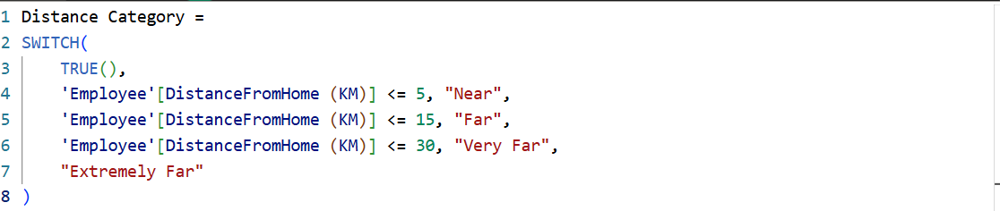 1 Distance Category =
2 SWITCH(
3     TRUE(),
4     'Employee'[DistanceFromHome (KM)] <= 5, "Near",
5     'Employee'[DistanceFromHome (KM)] <= 15, "Far",
6     'Employee'[DistanceFromHome (KM)] <= 30, "Very Far",
7     "Extremely Far"
8 )